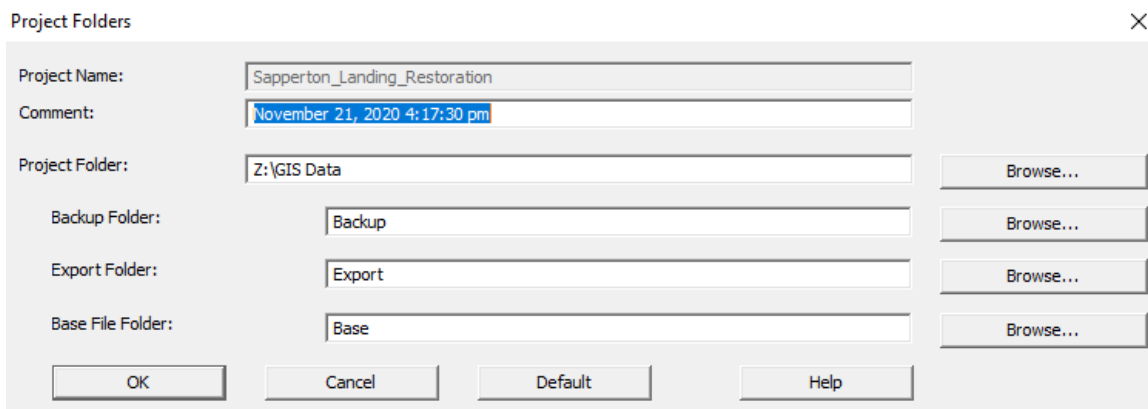 Project Folders
Project Name: Sapperton_Landing_Restoration
Comment: November 21, 2020 4:17:30 pm
Project Folder: Z:\GIS Data Browse...
Backup Folder: Backup Browse...
Export Folder: Export Browse...
Base File Folder: Base Browse...
OK Cancel Default Help